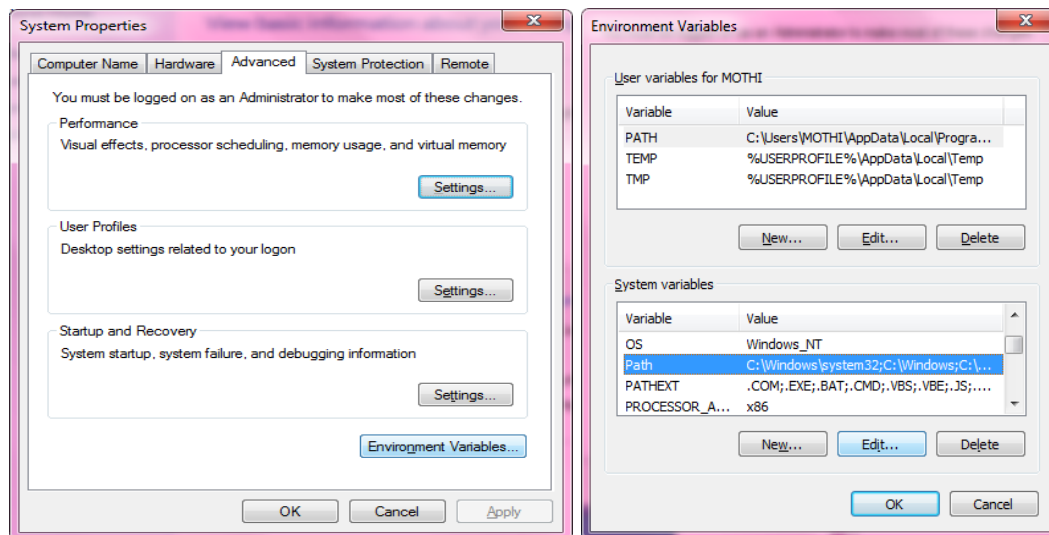 System Properties
Computer Name Hardware Advanced System Protection Remote
You must be logged on as an Administrator to make most of these changes.
Performance
Visual effects, processor scheduling, memory usage, and virtual memory
Settings...
User Profiles
Desktop settings related to your logon
Settings...
Startup and Recovery
System startup, system failure, and debugging information
Settings...
Environment Variables...
OK Cancel Apply
Environment Variables
User variables for MOTHI
Variable Value
PATH C:\Users\MOTHI\AppData\Local\Progra...
TEMP %USERPROFILE%\AppData\Local\Temp
TMP %USERPROFILE%\AppData\Local\Temp
New... Edit... Delete
System variables
Variable Value
OS Windows_NT
Path C:\Windows\system32;C:\Windows;C:\...
PATHEXT .COM;.EXE;.BAT;.CMD;.VBS;.VBE;.JS;....
PROCESSOR_A... x86
New... Edit... Delete
OK Cancel